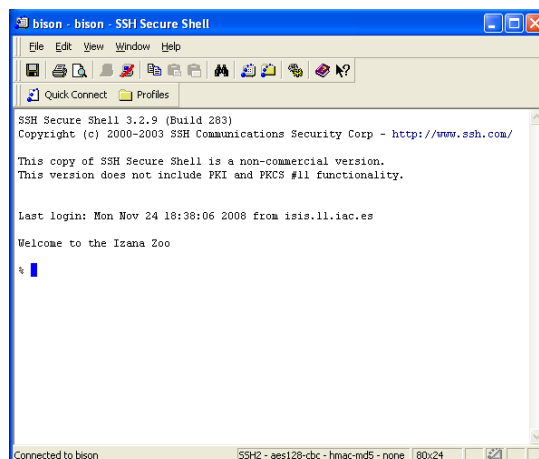 bison - bison - SSH Secure Shell
File Edit View Window Help
Quick Connect Profiles
SSH Secure Shell 3.2.9 (Build 283)
Copyright (c) 2000-2003 SSH Communications Security Corp - http://www.ssh.com/
This copy of SSH Secure Shell is a non-commercial version.
This version does not include PKI and PKCS #11 functionality.
Last login: Mon Nov 24 18:38:06 2008 from isis.ll.iac.es
Welcome to the Izana Zoo
%
Connected to bison SSH2 - aes128-cbc - hmac-md5 - none 80x24